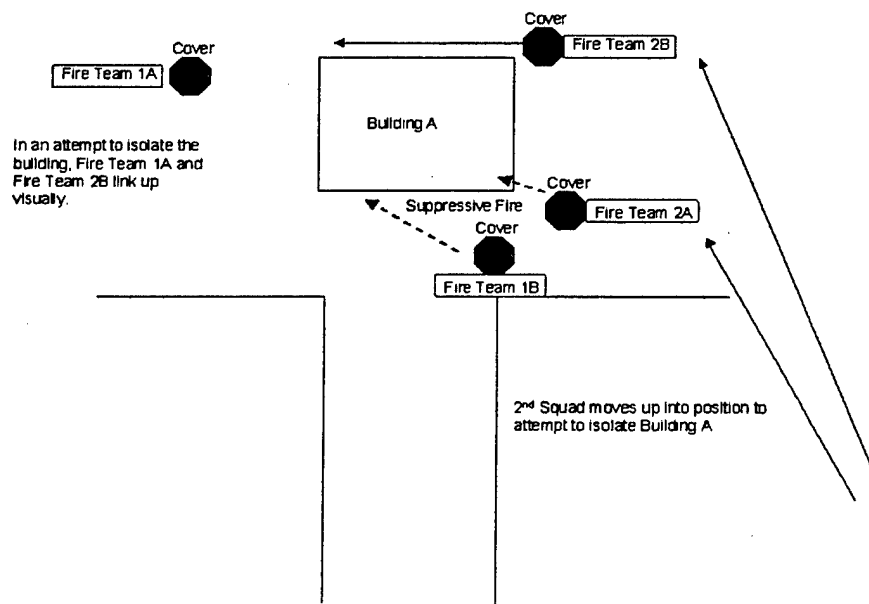 Cover
Fire Team 2B
Cover
Fire Team 1A
Building A
In an attempt to isolate the
building, Fire Team 1A and
Fire Team 2B link up
visually.
Cover
Suppressive Fire
Fire Team 2A
Cover
Fire Team 1B
2nd Squad moves up into position to
attempt to isolate Building A